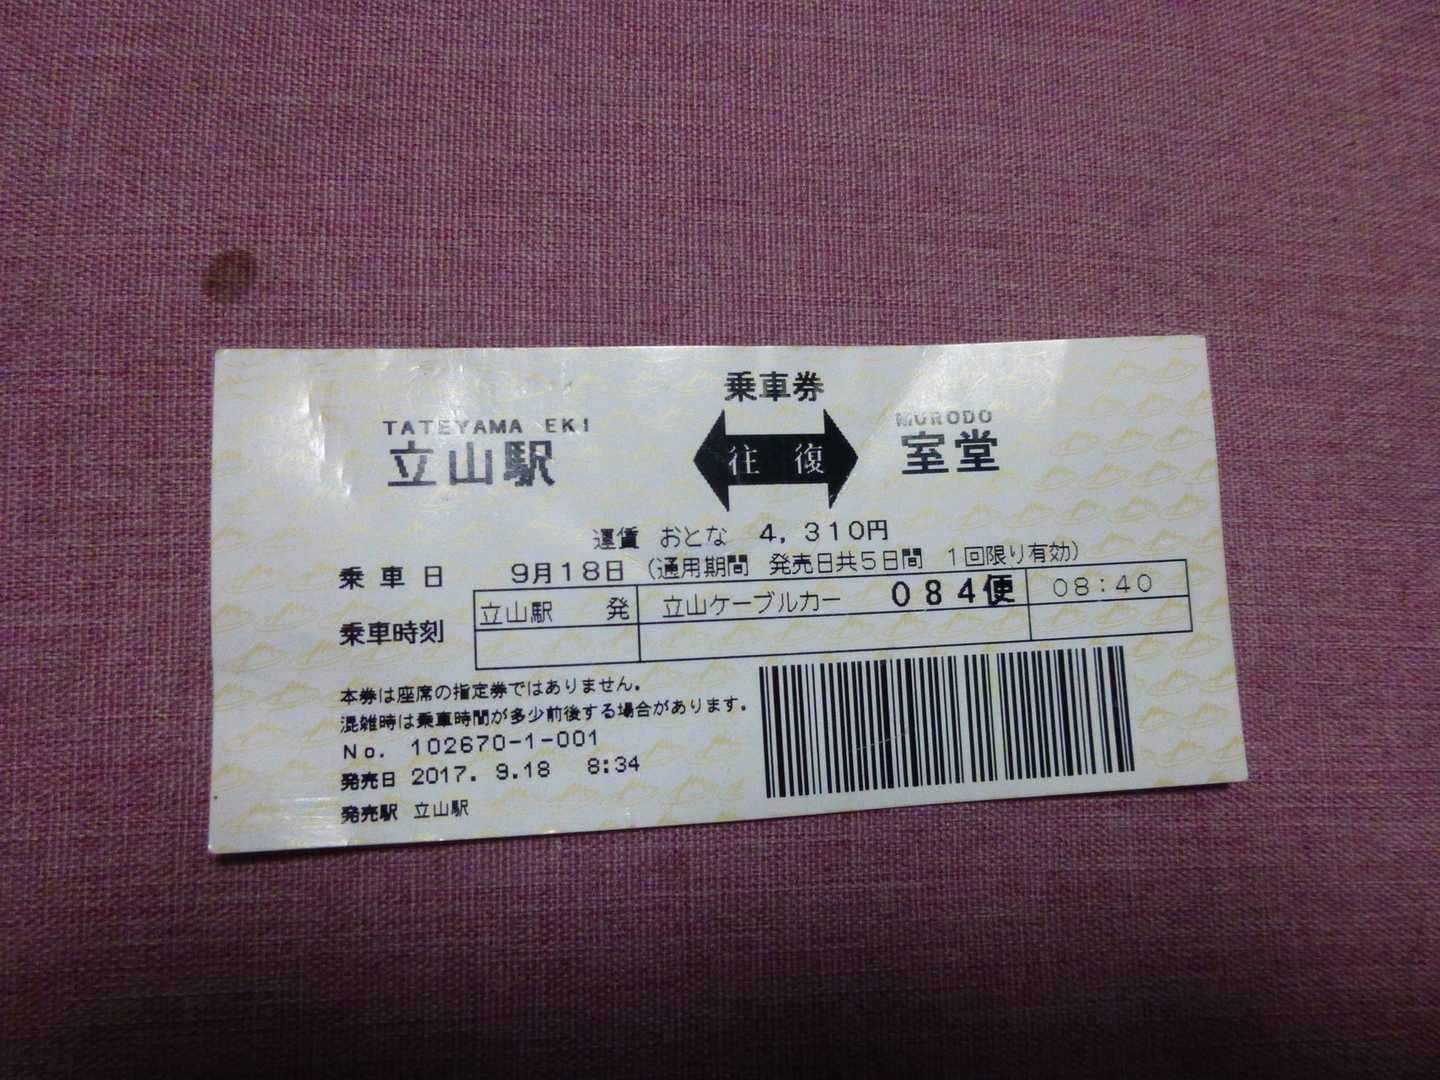 乗車券
TATEYAMA EKI
立山駅
往復
MURODO
室堂
運賃 おとな 4,310円
乗車日 9月18日 (通用期間 発売日共5日間 1回限り有効)
乗車時刻
立山駅 発 立山ケーブルカー 084便 08:40
本券は座席の指定券ではありません。
混雑時は乗車時間が多少前後する場合があります。
No. 102670-1-001
発売日 2017. 9.18 8:34
発売駅 立山駅